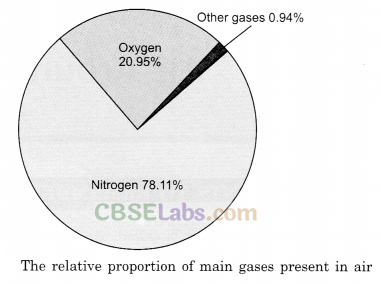 Other gases 0.94%
Oxygen
20.95%
Nitrogen 78.11%
CBSELabs.com
The relative proportion of main gases present in air